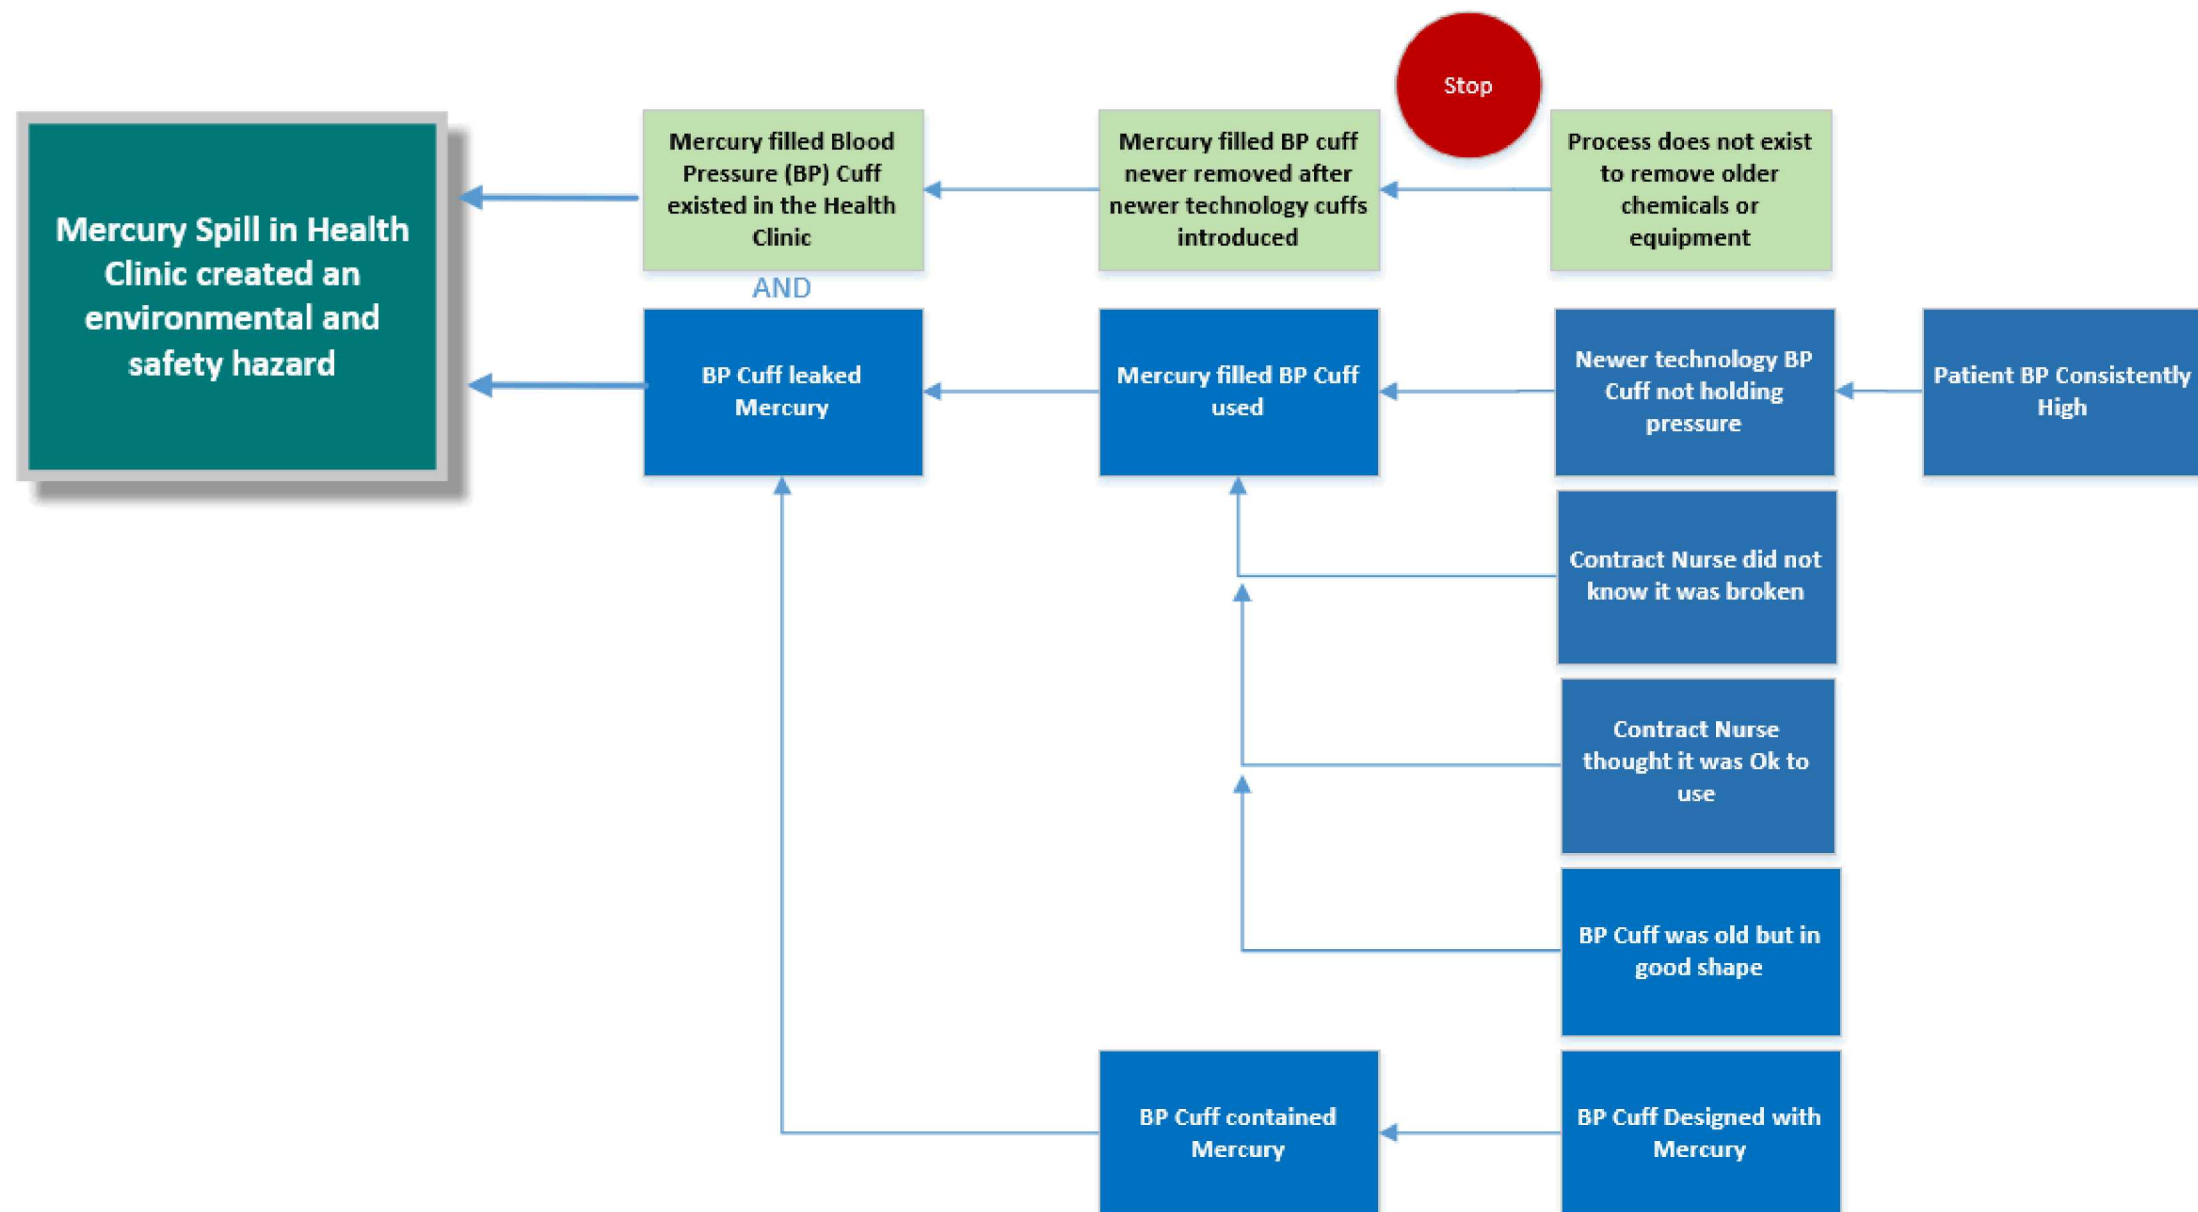 Stop
Mercury Spill in Health
Clinic created an
environmental and
safety hazard
Mercury filled Blood
Pressure (BP) Cuff
existed in the Health
Clinic
Mercury filled BP cuff
never removed after
newer technology cuffs
introduced
Process does not exist
to remove older
chemicals or
equipment
AND
BP Cuff leaked
Mercury
Mercury filled BP Cuff
used
Newer technology BP
Cuff not holding
pressure
Patient BP Consistently
High
Contract Nurse did not
know it was broken
Contract Nurse
thought it was Ok to
use
BP Cuff was old but in
good shape
BP Cuff contained
Mercury
BP Cuff Designed with
Mercury